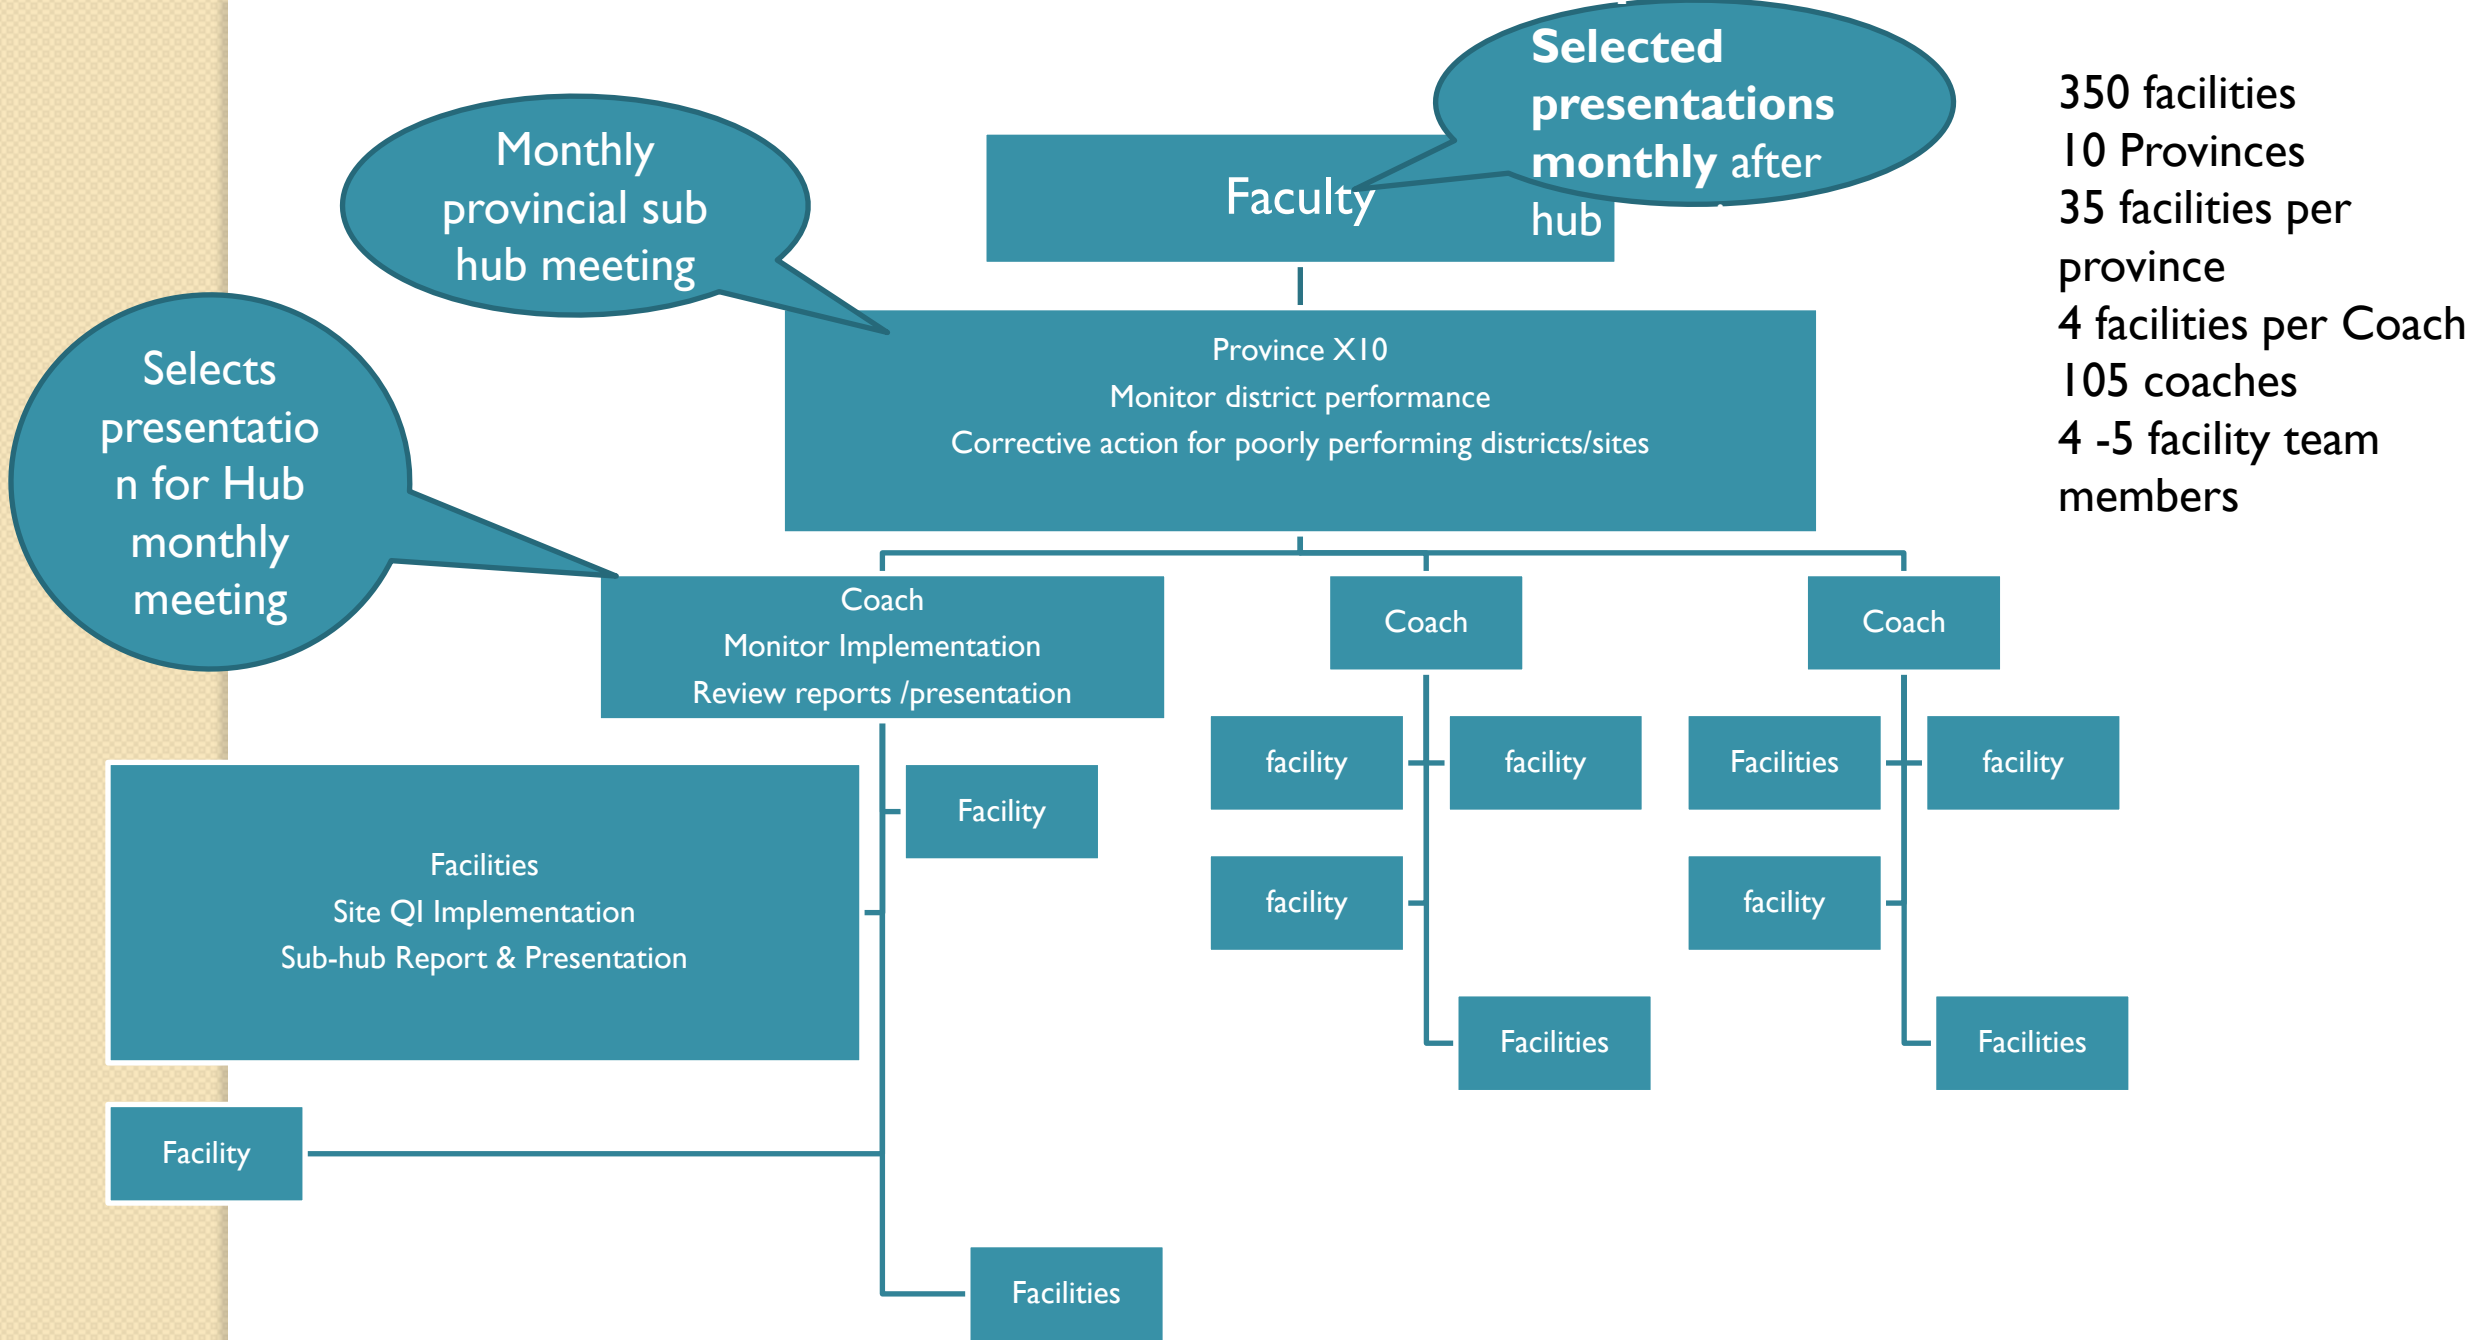 Selected
presentations
monthly after
hub
Monthly
provincial sub
hub meeting
Faculty
350 facilities
10 Provinces
35 facilities per
province
4 facilities per Coach
105 coaches
4 -5 facility team
members
Selects
presentatio
n for Hub
monthly
meeting
Province X10
Monitor district performance
Corrective action for poorly performing districts/sites
Coach
Monitor Implementation
Review reports /presentation
Coach
Coach
Facilities
Site QI Implementation
Sub-hub Report & Presentation
Facility
Facility
Facilities
facility
facility
facility
Facilities
Facilities
facility
facility
Facilities